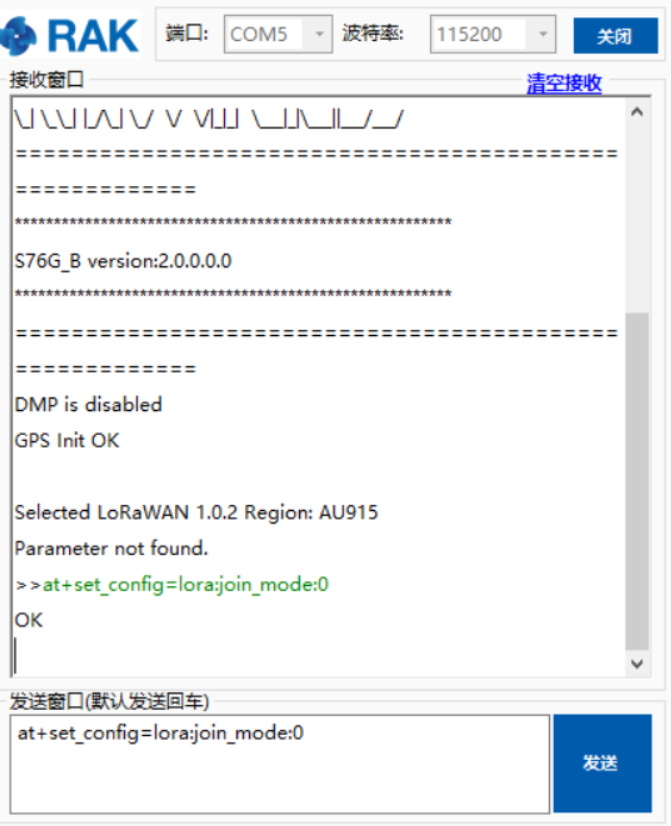 RAK 端口: COM5 波特率: 115200 关闭
接收窗口 清空接收
\_| \_\_\| |_/\_| \_/ \/ \/|_|_| \__|_|\__||__/__/
===========================================
=============
********************************************************
S76G_B version:2.0.0.0.0
********************************************************
===========================================
=============
DMP is disabled
GPS Init OK
Selected LoRaWAN 1.0.2 Region: AU915
Parameter not found.
>>at+set_config=lora:join_mode:0
OK
发送窗口(默认发送回车)
at+set_config=lora:join_mode:0
发送